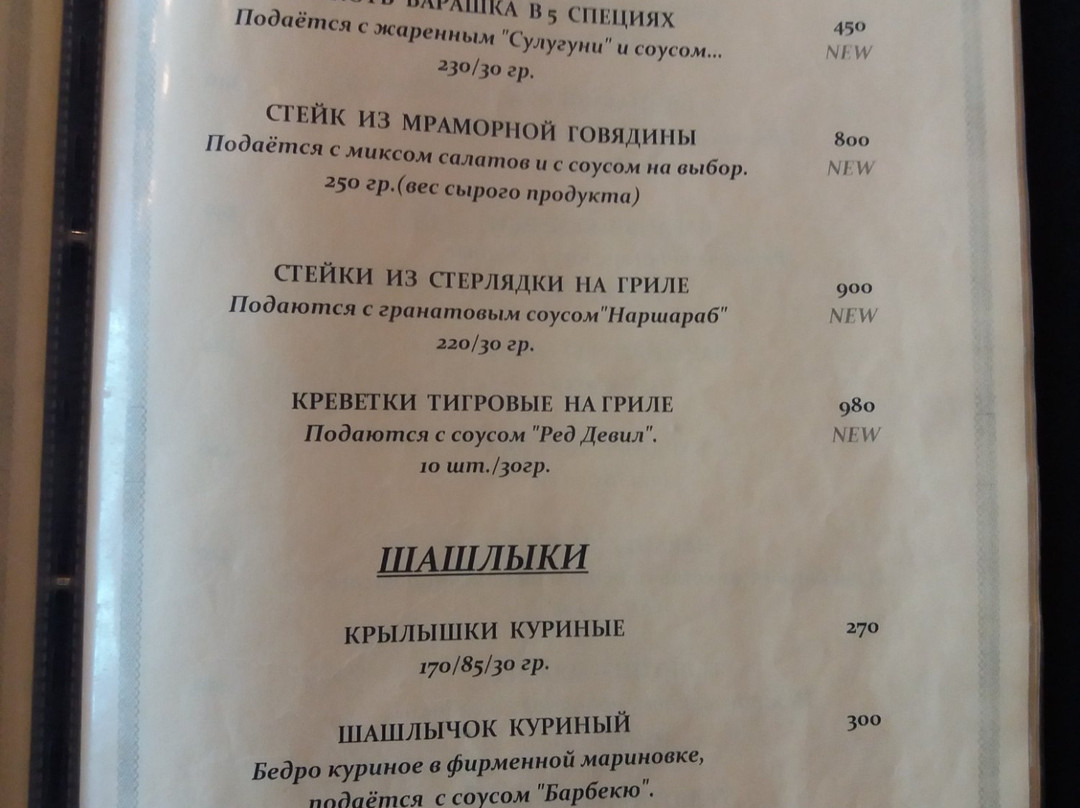 БАРАШКА В 5 СПЕЦИЯХ 450
Подаётся с жаренным "Сулугуни" и соусом... NEW
230/30 гр.
СТЕЙК ИЗ МРАМОРНОЙ ГОВЯДИНЫ 800
Подаётся с миксом салатов и с соусом на выбор. NEW
250 гр.(вес сырого продукта)
СТЕЙКИ ИЗ СТЕРЛЯДКИ НА ГРИЛЕ 900
Подаются с гранатовым соусом"Наршараб" NEW
220/30 гр.
КРЕВЕТКИ ТИГРОВЫЕ НА ГРИЛЕ 980
Подаются с соусом "Ред Девил". NEW
10 шт./30гр.
ШАШЛЫКИ
КРЫЛЫШКИ КУРИНЫЕ 270
170/85/30 гр.
ШАШЛЫЧОК КУРИНЫЙ 300
Бедро куриное в фирменной мариновке,
подаётся с соусом "Барбекю".